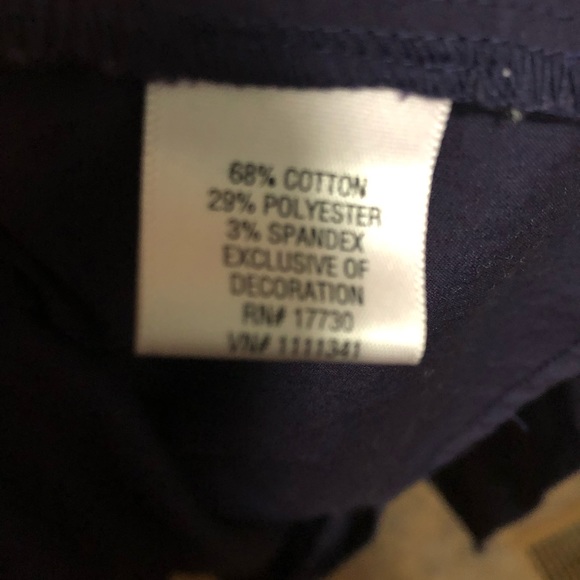 68% COTTON
29% POLYESTER
3% SPANDEX
EXCLUSIVE OF
DECORATION
RN# 17730
VN# 1111341